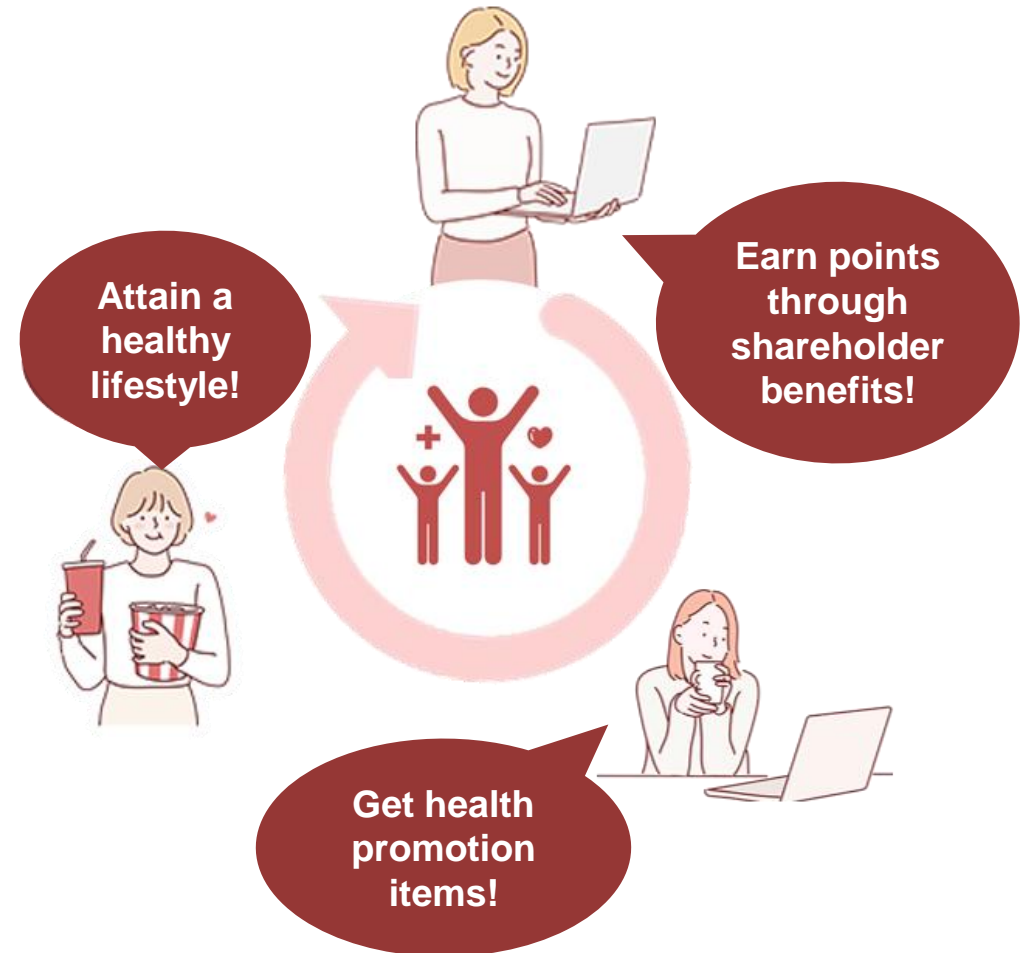 Earn points
through
shareholder
benefits!
Attain a
healthy
lifestyle!
Get health
promotion
items!